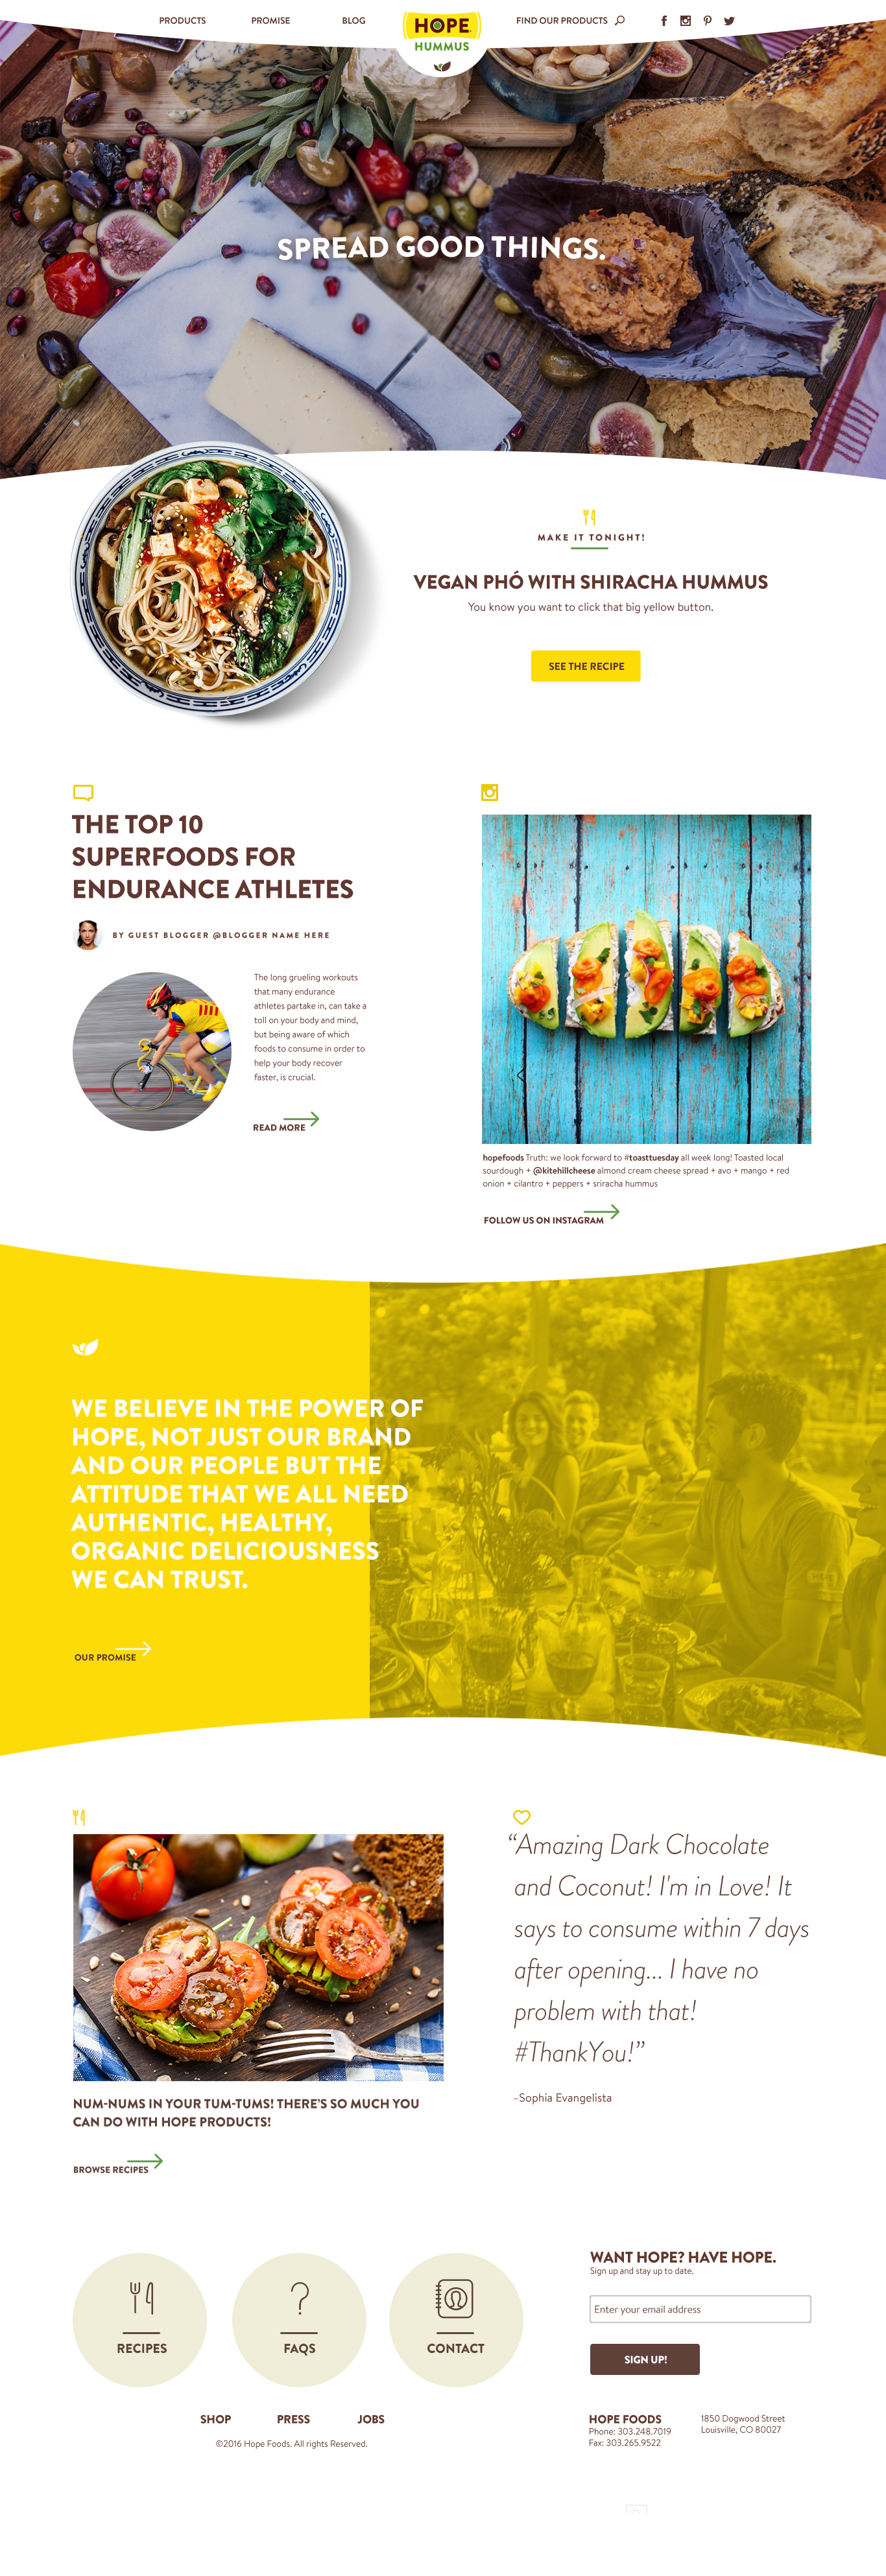 PRODUCTS
PROMISE
BLOG
HOPE
HUMMUS
FIND OUR PRODUCTS
SPREAD GOOD THINGS.
MAKE IT TONIGHT!
VEGAN PHÓ WITH SHIRACHA HUMMUS
You know you want to click that big yellow button.
SEE THE RECIPE
THE TOP 10
SUPERFOODS FOR
ENDURANCE ATHLETES
BY GUEST BLOGGER @BLOGGER NAME HERE
The long grueling workouts
that many endurance
athletes partake in, can take a
toll on your body and mind,
but being aware of which
foods to consume in order to
help your body recover
faster, is crucial.
READ MORE
hopefoods Truth: we look forward to #toasttuesday all week long! Toasted local
sourdough + @kitehillcheese almond cream cheese spread + avo + mango + red
onion + cilantro + peppers + sriracha hummus
FOLLOW US ON INSTAGRAM
WE BELIEVE IN THE POWER OF
HOPE, NOT JUST OUR BRAND
AND OUR PEOPLE BUT THE
ATTITUDE THAT WE ALL NEED
AUTHENTIC, HEALTHY,
ORGANIC DELICIOUSNESS
WE CAN TRUST.
OUR PROMISE
“Amazing Dark Chocolate
and Coconut! I'm in Love! It
says to consume within 7 days
after opening... I have no
problem with that!
#ThankYou!”
–Sophia Evangelista
NUM-NUMS IN YOUR TUM-TUMS! THERE’S SO MUCH YOU
CAN DO WITH HOPE PRODUCTS!
BROWSE RECIPES
RECIPES
FAQS
CONTACT
WANT HOPE? HAVE HOPE.
Sign up and stay up to date.
Enter your email address
SIGN UP!
SHOP
PRESS
JOBS
©2016 Hope Foods. All rights Reserved.
HOPE FOODS
Phone: 303.248.7019
Fax: 303.265.9522
1850 Dogwood Street
Louisville, CO 80027